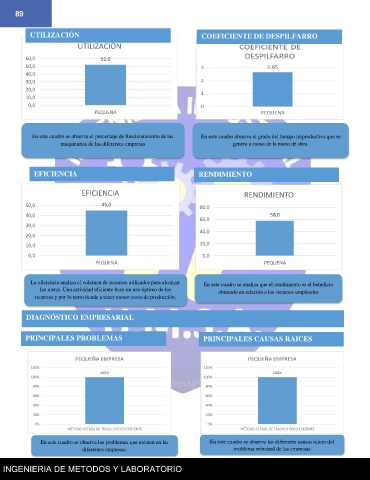 89
UTILIZACIÓN
UTILIZACIÓN
60,0
50,0
40,0
30,0
20,0
10,0
0,0
52,0
PEQUEÑA
COEFICIENTE DE DESPILFARRO
COEFICIENTE DE
DESPILFARRO
3
2
1
0
2.65
PEQUEÑA
En este cuadro se observa el porcentaje de funcionamiento de las
maquinarias de las diferentes empresas
En este cuadro observa el grado del tiempo improductivo que se
genera a causa de la mano de obra.
EFICIENCIA
EFICIENCIA
50,0
40,0
30,0
20,0
10,0
0,0
45,0
PEQUEÑA
RENDIMIENTO
RENDIMIENTO
80,0
60,0
40,0
20,0
0,0
58,0
PEQUEÑA
La eficiencia analiza el volumen de recursos utilizados para alcanzar
las metas. Una actividad eficiente hace un uso óptimo de los
recursos y por lo tanto tiende a tener menor costo de producción.
En este cuadro se analiza que el rendimiento es el beneficio
obtenido en relación a los recursos empleados
DIAGNÓSTICO EMPRESARIAL
PRINCIPALES PROBLEMAS
PEQUEÑA EMPRESA
120%
100%
80%
60%
40%
20%
0%
100%
MÉTODO ACTUAL DE TRABAJO POCO EFICIENTE
PRINCIPALES CAUSAS RAICES
PEQUEÑA EMPRESA
120%
100%
80%
60%
40%
20%
0%
100%
MÉTODO ACTUAL DE TRABAJO POCO EFICIENTE
En este cuadro se observa los problemas que existen en las
diferentes empresas.
En este cuadro se observa las diferentes causas raíces del
problema principal de las empresas
INGENIERIA DE METODOS Y LABORATORIO